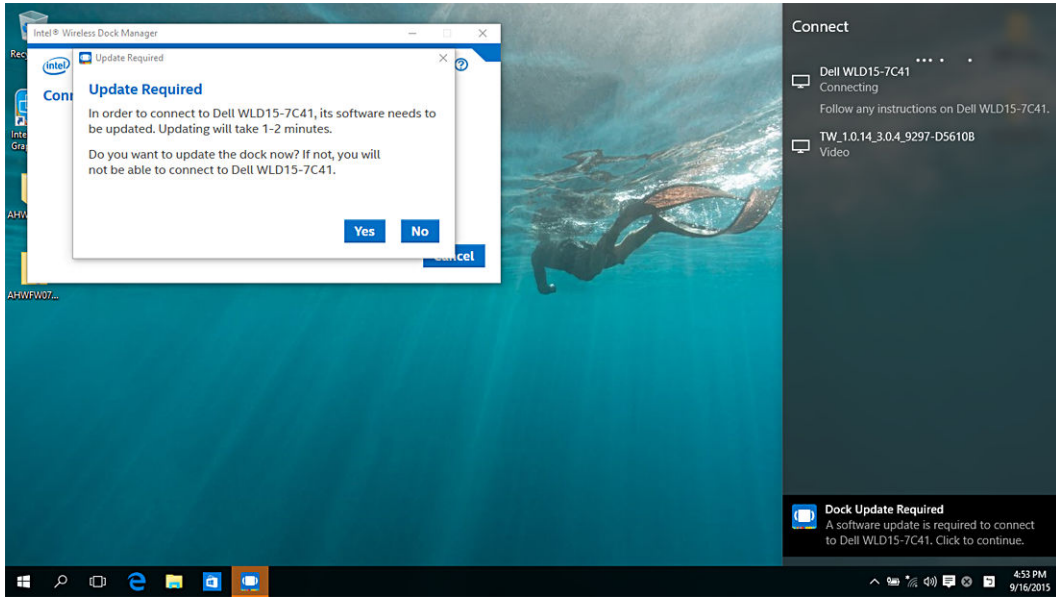 Intel® Wireless Dock Manager
intel
Update Required
Update Required
In order to connect to Dell WLD15-7C41, its software needs to
be updated. Updating will take 1-2 minutes.
Do you want to update the dock now? If not, you will
not be able to connect to Dell WLD15-7C41.
Yes
No
AHWFW07...
Connect
Dell WLD15-7C41
Connecting
Follow any instructions on Dell WLD15-7C41.
TW_1.0.14_3.0.4_9297-D5610B
Video
Dock Update Required
A software update is required to connect
to Dell WLD15-7C41. Click to continue.
4:53 PM
9/16/2015